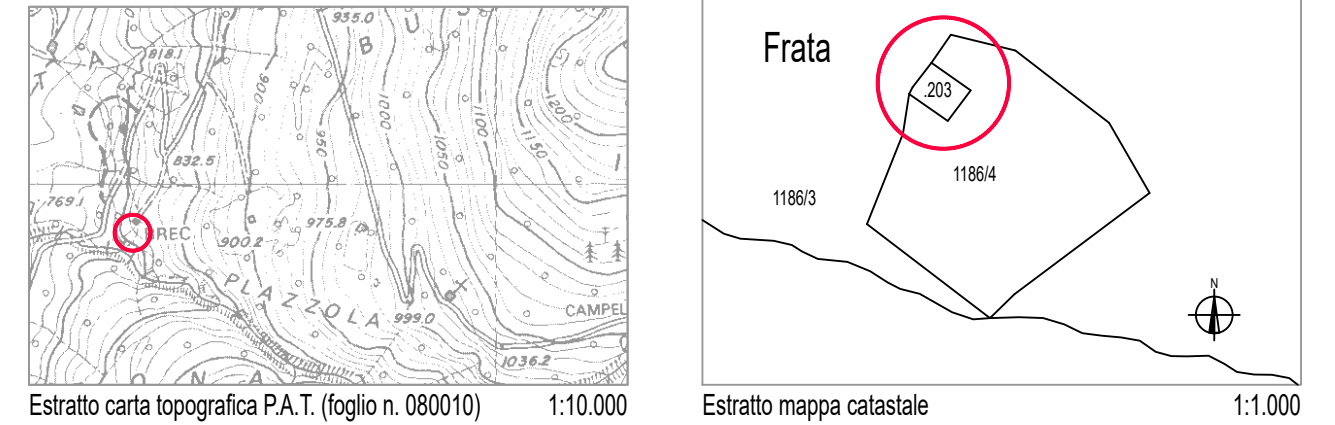 935.0
B U S
A
818.1
T
900
950
1000
1100
1200
1150
1050
832.5
769.1
BREC
900.2
975.8
PLAZZOLA
999.0
CAMPEL
1036.2
O N A
Estratto carta topografica P.A.T. (foglio n. 080010) 1:10.000
Frata
.203
1186/4
1186/3
N
Estratto mappa catastale 1:1.000